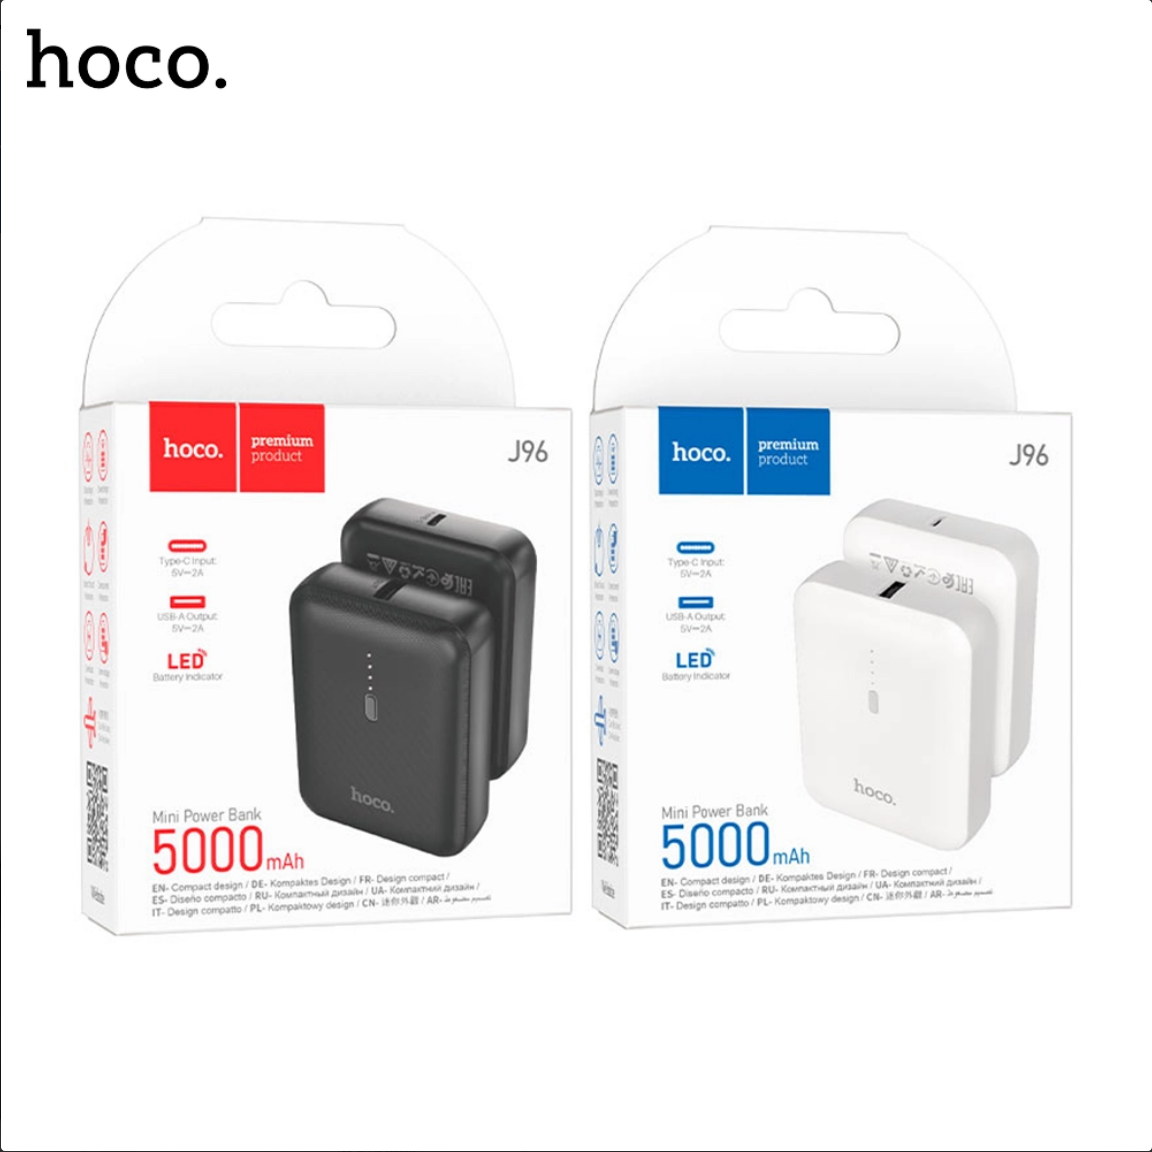 hoco.
hoco.
premium
product
J96
Type-C Input:
5V⎓2A
USB-A Output:
5V⎓2A
LED
Battery Indicator
hoco.
Mini Power Bank
5000mAh
EN- Compact design / DE- Kompaktes Design / FR- Design compact /
ES- Diseño compacto / RU- Компактный дизайн / UA- Компактний дизайн /
IT- Design compatto / PL- Kompaktowy design / CN- 迷你外觀 / AR-
Website
hoco.
premium
product
J96
Type-C Input:
5V⎓2A
USB-A Output:
5V⎓2A
LED
Battery Indicator
hoco.
Mini Power Bank
5000mAh
EN- Compact design / DE- Kompaktes Design / FR- Design compact /
ES- Diseño compacto / RU- Компактный дизайн / UA- Компактний дизайн /
IT- Design compatto / PL- Kompaktowy design / CN- 迷你外觀 / AR-
Website